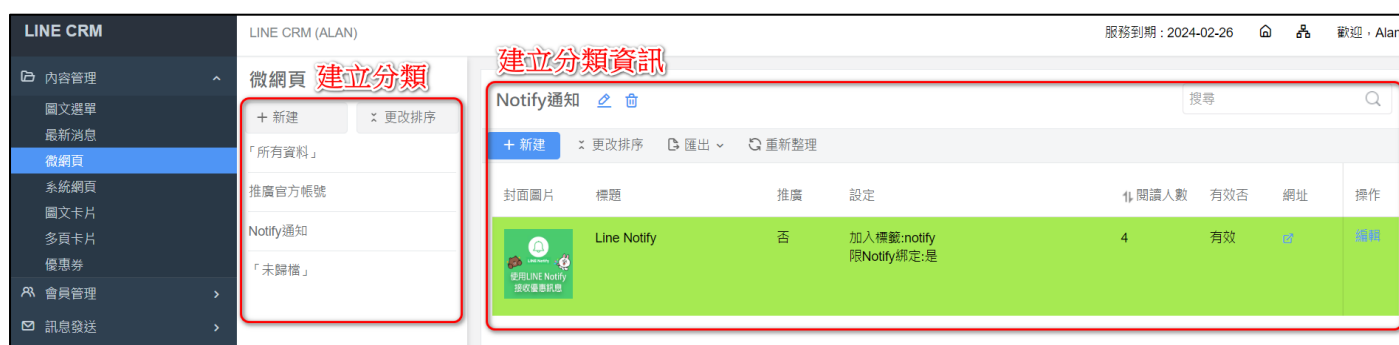 LINE CRM
LINE CRM (ALAN)
服務到期 : 2024-02-26
歡迎，Alan
內容管理
圖文選單
最新消息
微網頁
系統網頁
圖文卡片
多頁卡片
優惠券
會員管理
訊息發送
微網頁 建立分類
+ 新建 更改排序
「所有資料」
推廣官方帳號
Notify通知
「未歸檔」
建立分類資訊
Notify通知
搜尋
+ 新建 更改排序 匯出 重新整理
封面圖片 標題 推廣 設定 閱讀人數 有效否 網址 操作
LINE Notify
使用LINE Notify
接收優惠訊息
Line Notify 否 加入標籤:notify 4 有效 編輯
限Notify綁定:是